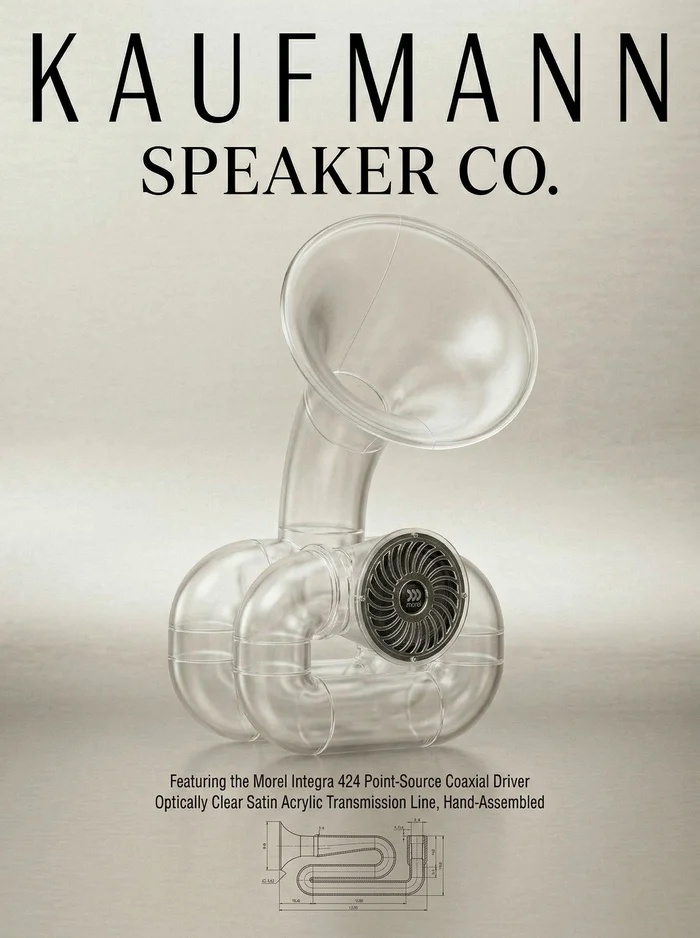 KAUFMANN
SPEAKER CO.
morel
Featuring the Morel Integra 424 Point-Source Coaxial Driver
Optically Clear Satin Acrylic Transmission Line, Hand-Assembled